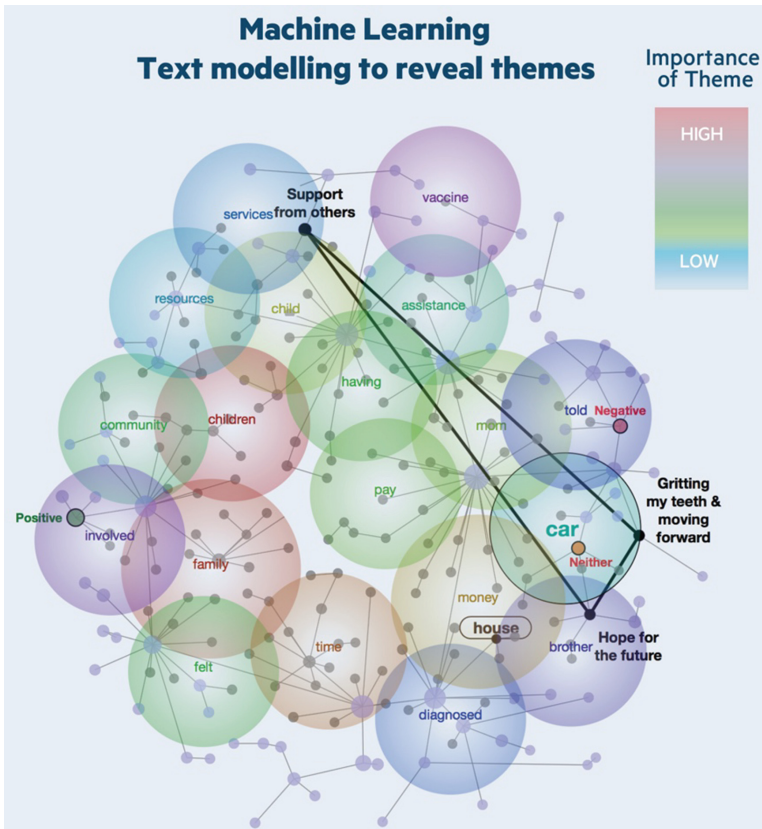 Machine Learning
Text modelling to reveal themes
Importance
of Theme
HIGH
LOW
Support
from others
services
vaccine
resources
child
assistance
having
community
children
mom
told
Negative
pay
Gritting
my teeth &
moving
forward
Positive
involved
car
Neither
family
money
house
time
brother
Hope for
the future
felt
diagnosed